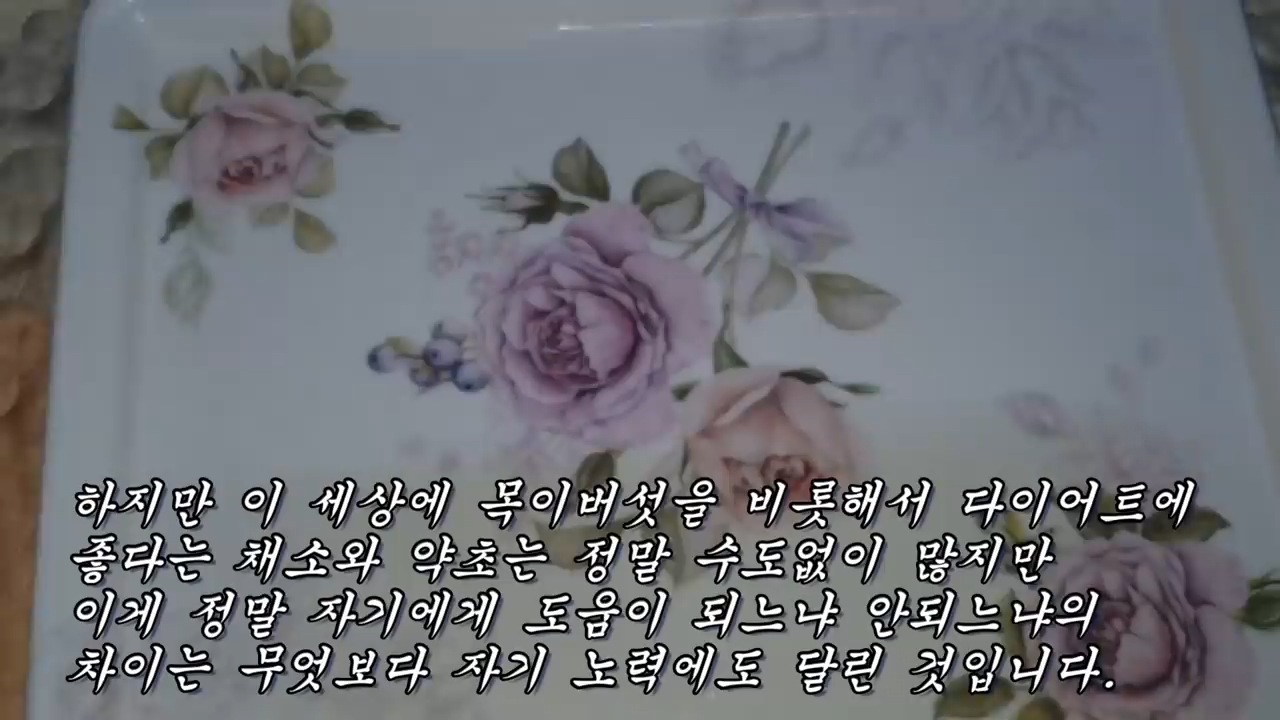 하지만 이 세상에 목이버섯을 비롯해서 다이어트에
좋다는 채소와 약초는 정말 수도없이 많지만
이게 정말 자기에게 도움이 되느냐 안되느냐의
차이는 무엇보다 자기 노력에도 달린 것입니다.